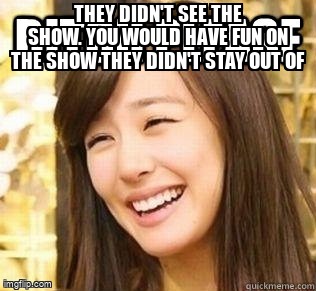 THEY DIDN'T SEE THE
SHOW. YOU WOULD HAVE FUN ON
THE SHOW THEY DIDN'T STAY OUT OF
imgflip.com
quickmeme.com